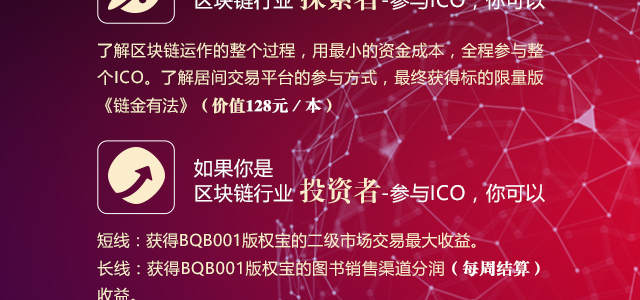 区块链行业 探索者-参与ICO，你可以
了解区块链运作的整个过程，用最小的资金成本，全程参与整
个ICO。了解居间交易平台的参与方式，最终获得标的限量版
《链金有法》（价值128元／本）
如果你是
区块链行业 投资者-参与ICO，你可以
短线：获得BQB001版权宝的二级市场交易最大收益。
长线：获得BQB001版权宝的图书销售渠道分润（每周结算）
收益。